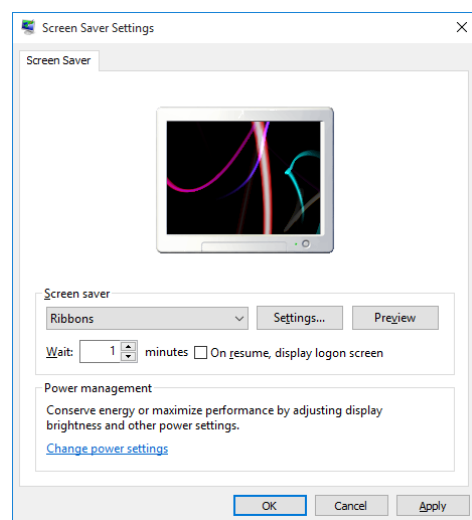 Screen Saver Settings
Screen Saver
Screen saver
Ribbons
Settings...
Preview
Wait: 1 minutes On resume, display logon screen
Power management
Conserve energy or maximize performance by adjusting display
brightness and other power settings.
Change power settings
OK Cancel Apply